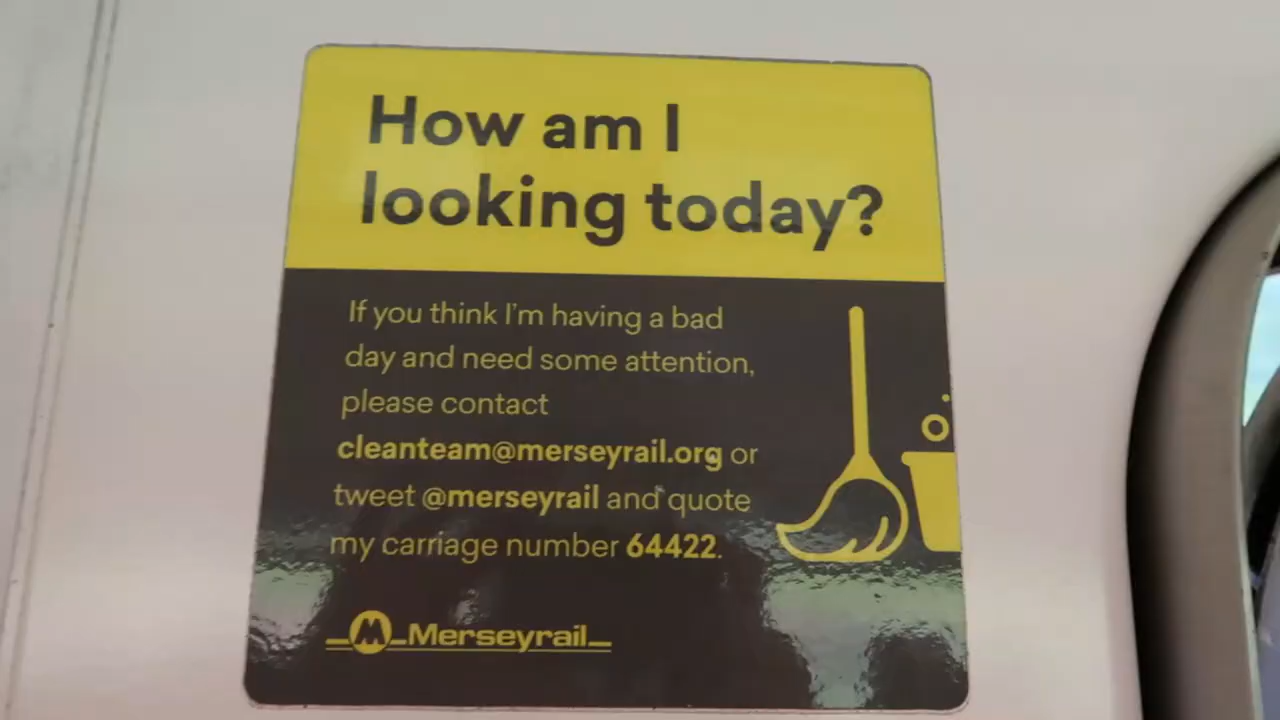 How am I
looking today?
If you think I'm having a bad
day and need some attention,
please contact
cleanteam@merseyrail.org or
tweet @merseyrail and quote
my carriage number 64422.
Merseyrail